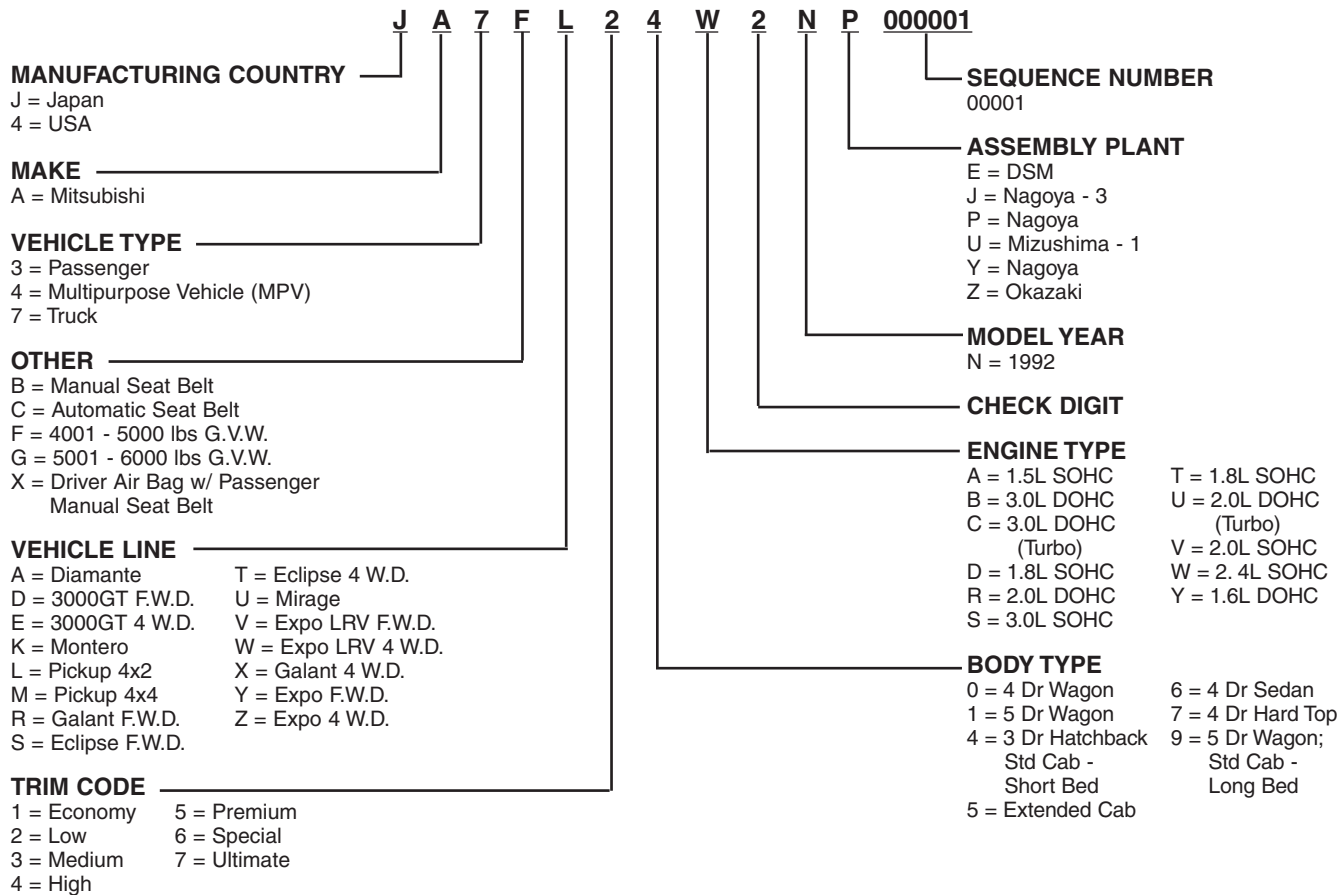 J A 7 F L 2 4 W 2 N P 000001
MANUFACTURING COUNTRY
J = Japan
4 = USA
MAKE
A = Mitsubishi
VEHICLE TYPE
3 = Passenger
4 = Multipurpose Vehicle (MPV)
7 = Truck
OTHER
B = Manual Seat Belt
C = Automatic Seat Belt
F = 4001 - 5000 lbs G.V.W.
G = 5001 - 6000 lbs G.V.W.
X = Driver Air Bag w/ Passenger
Manual Seat Belt
VEHICLE LINE
A = Diamante
D = 3000GT F.W.D.
E = 3000GT 4 W.D.
K = Montero
L = Pickup 4x2
M = Pickup 4x4
R = Galant F.W.D.
S = Eclipse F.W.D.
T = Eclipse 4 W.D.
U = Mirage
V = Expo LRV F.W.D.
W = Expo LRV 4 W.D.
X = Galant 4 W.D.
Y = Expo F.W.D.
Z = Expo 4 W.D.
TRIM CODE
1 = Economy
2 = Low
3 = Medium
4 = High
5 = Premium
6 = Special
7 = Ultimate
SEQUENCE NUMBER
00001
ASSEMBLY PLANT
E = DSM
J = Nagoya - 3
P = Nagoya
U = Mizushima - 1
Y = Nagoya
Z = Okazaki
MODEL YEAR
N = 1992
CHECK DIGIT
ENGINE TYPE
A = 1.5L SOHC
B = 3.0L DOHC
C = 3.0L DOHC
(Turbo)
D = 1.8L SOHC
R = 2.0L DOHC
S = 3.0L SOHC
T = 1.8L SOHC
U = 2.0L DOHC
(Turbo)
V = 2.0L SOHC
W = 2. 4L SOHC
Y = 1.6L DOHC
BODY TYPE
0 = 4 Dr Wagon
1 = 5 Dr Wagon
4 = 3 Dr Hatchback
Std Cab -
Short Bed
5 = Extended Cab
6 = 4 Dr Sedan
7 = 4 Dr Hard Top
9 = 5 Dr Wagon;
Std Cab -
Long Bed